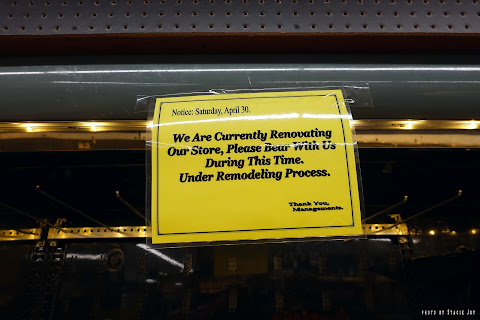 Notice: Saturday, April 30.
We Are Currently Renovating
Our Store, Please Bear With Us
During This Time.
Under Remodeling Process.
Thank You,
Managements.
PHOTO BY STACIE JOY